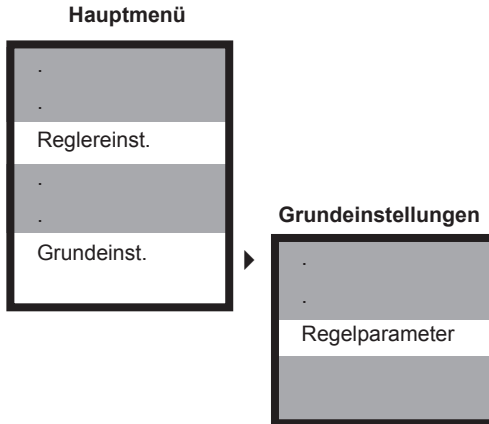 Hauptmenü
.
.
Reglereinst.
.
.
Grundeinst.
Grundeinstellungen
.
.
Regelparameter